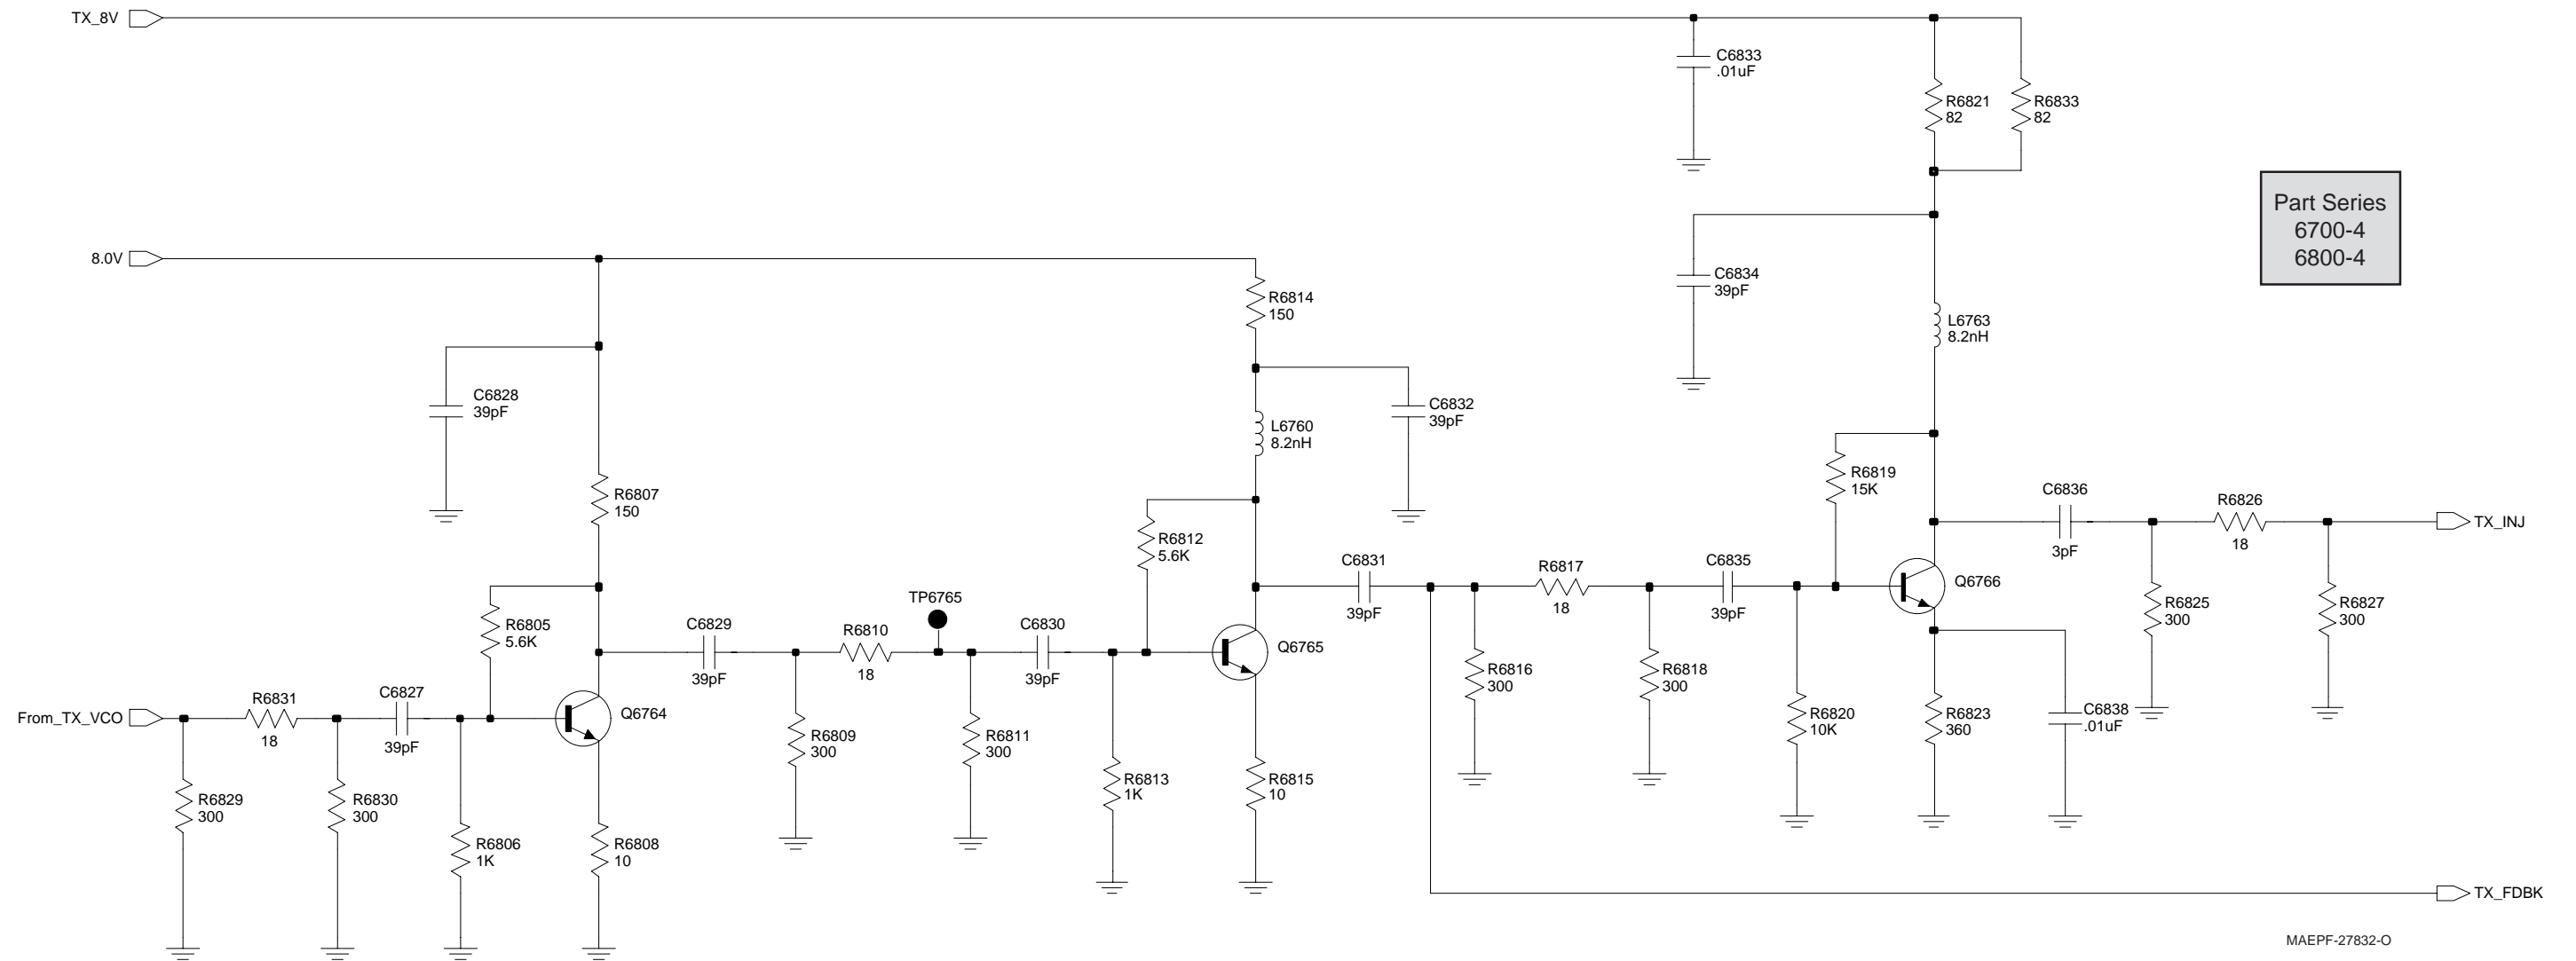 TX_8V
C6833
.01uF
R6821
82
R6833
82
Part Series
6700-4
6800-4
8.0V
C6834
39pF
R6814
150
L6763
8.2nH
C6828
39pF
C6832
39pF
L6760
8.2nH
R6807
150
R6819
15K
C6836
3pF
R6826
18
TX_INJ
R6812
5.6K
C6831
39pF
R6817
18
C6835
39pF
Q6766
R6805
5.6K
C6829
39pF
R6810
18
TP6765
C6830
39pF
Q6765
R6825
300
R6827
300
R6816
300
R6818
300
From_TX_VCO
R6831
18
C6827
39pF
Q6764
R6820
10K
R6823
360
C6838
.01uF
R6809
300
R6811
300
R6813
1K
R6815
10
R6829
300
R6830
300
R6806
1K
R6808
10
TX_FDBK
MAEPF-27832-O